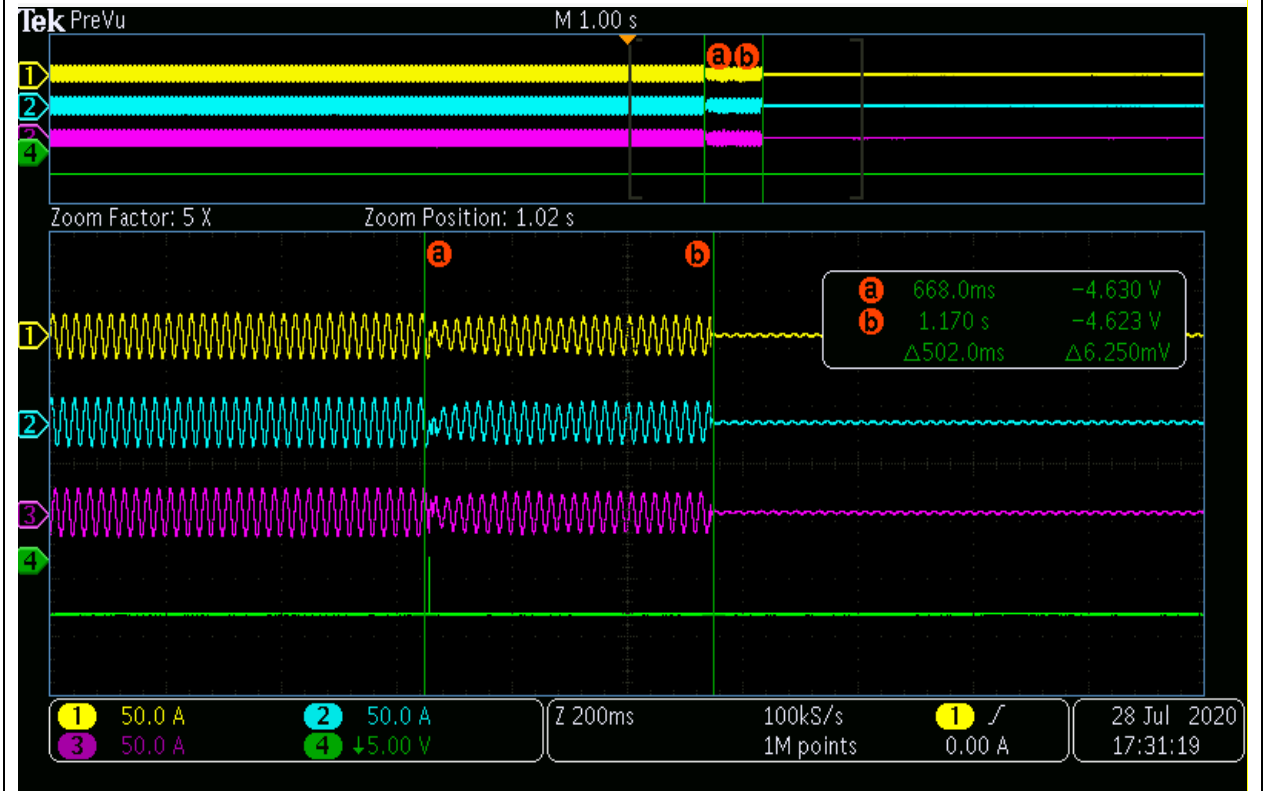 Tek PreVu M 1.00 s
a b
1
2
3
4
Zoom Factor: 5 X Zoom Position: 1.02 s
a b
a 668.0ms −4.630 V
b 1.170 s −4.623 V
△502.0ms △6.250mV
1
2
3
4
1 50.0 A 2 50.0 A Z 200ms 100kS/s 1 28 Jul 2020
3 50.0 A 4 ↓5.00 V 1M points 0.00 A 17:31:19